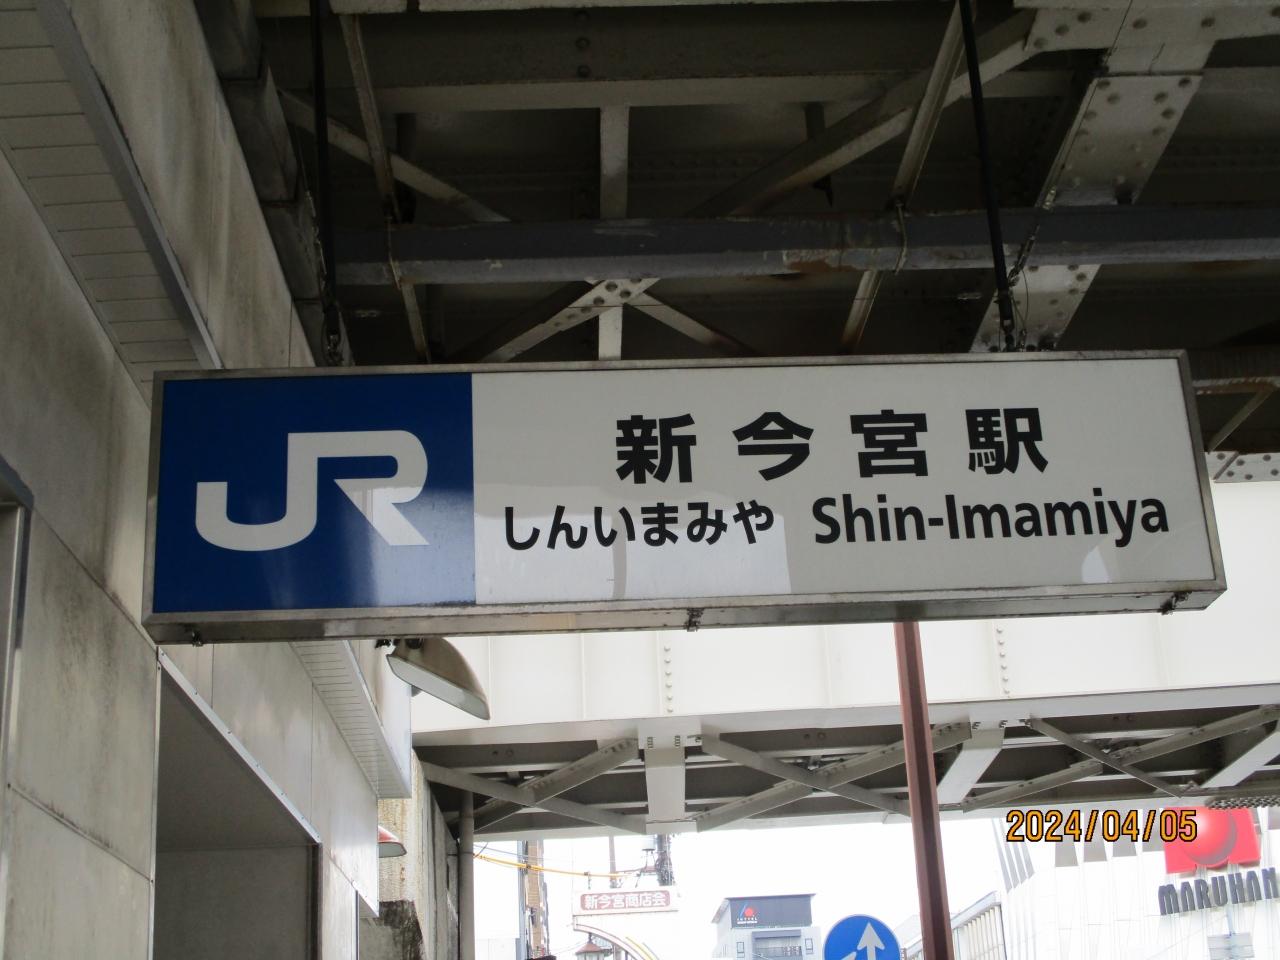 JR
新今宮駅
しんいまみや Shin-Imamiya
2024/04/05
MARUHAN
新今宮商店会